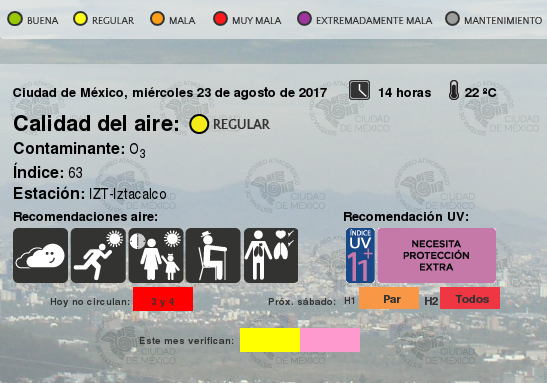 BUENA REGULAR MALA MUY MALA EXTREMADAMENTE MALA MANTENIMIENTO
Ciudad de México, miércoles 23 de agosto de 2017 14 horas 22 ºC
Calidad del aire: REGULAR
Contaminante: O3
Índice: 63
Estación: IZT-Iztacalco
Recomendaciones aire: Recomendación UV:
ÍNDICE
UV
11+
NECESITA
PROTECCIÓN
EXTRA
Hoy no circulan: 3 y 4 Próx. sábado: H1 Par H2 Todos
Este mes verifican:
CIUDAD
DE MÉXICO